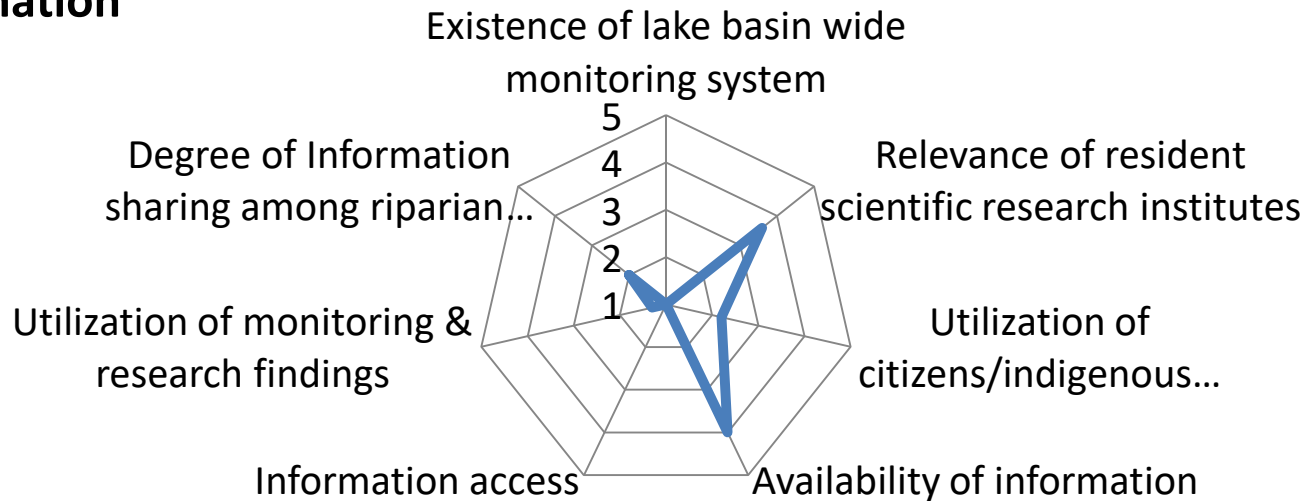 nation
Existence of lake basin wide
monitoring system
5
4
3
2
1
Relevance of resident
scientific research institutes
Utilization of
citizens/indigenous...
Availability of information
Information access
Utilization of monitoring &
research findings
Degree of Information
sharing among riparian...